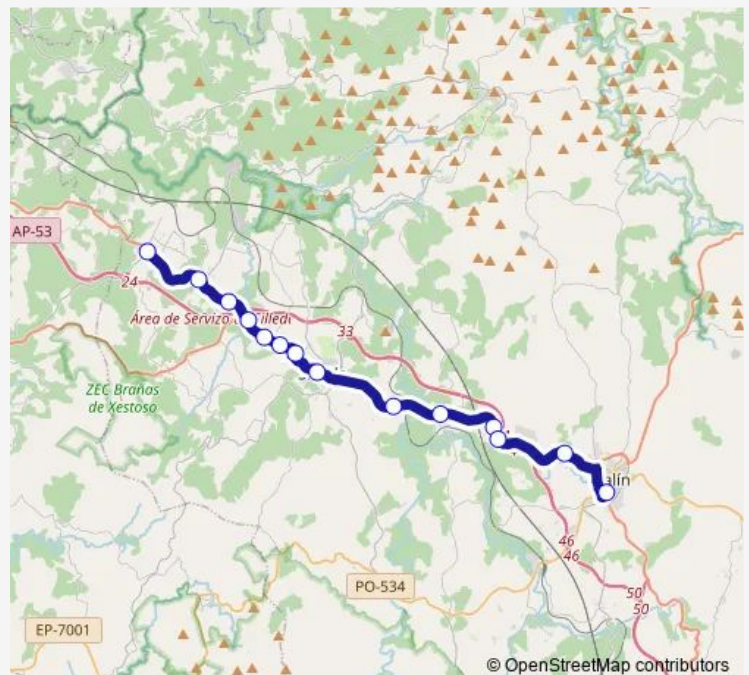 AP-53
24
Área de Servizo
33
ZEC Brañas
de Xestoso
alín
46
46
PO-534
50
50
EP-7001
© OpenStreetMap contributors